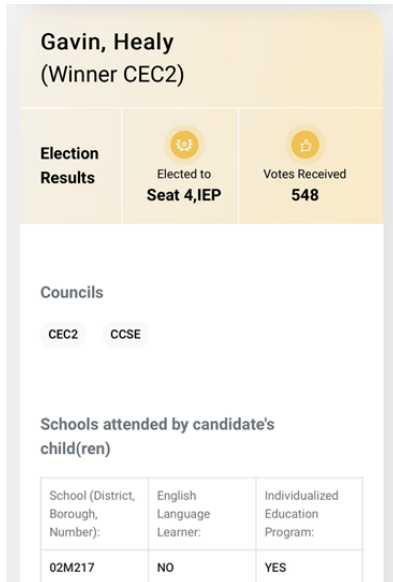 Gavin, Healy
(Winner CEC2)
Election
Results
Elected to
Seat 4,IEP
Votes Received
548
Councils
CEC2 CCSE
Schools attended by candidate's
child(ren)
School (District,
Borough,
Number):
English
Language
Learner:
Individualized
Education
Program:
02M217 NO YES